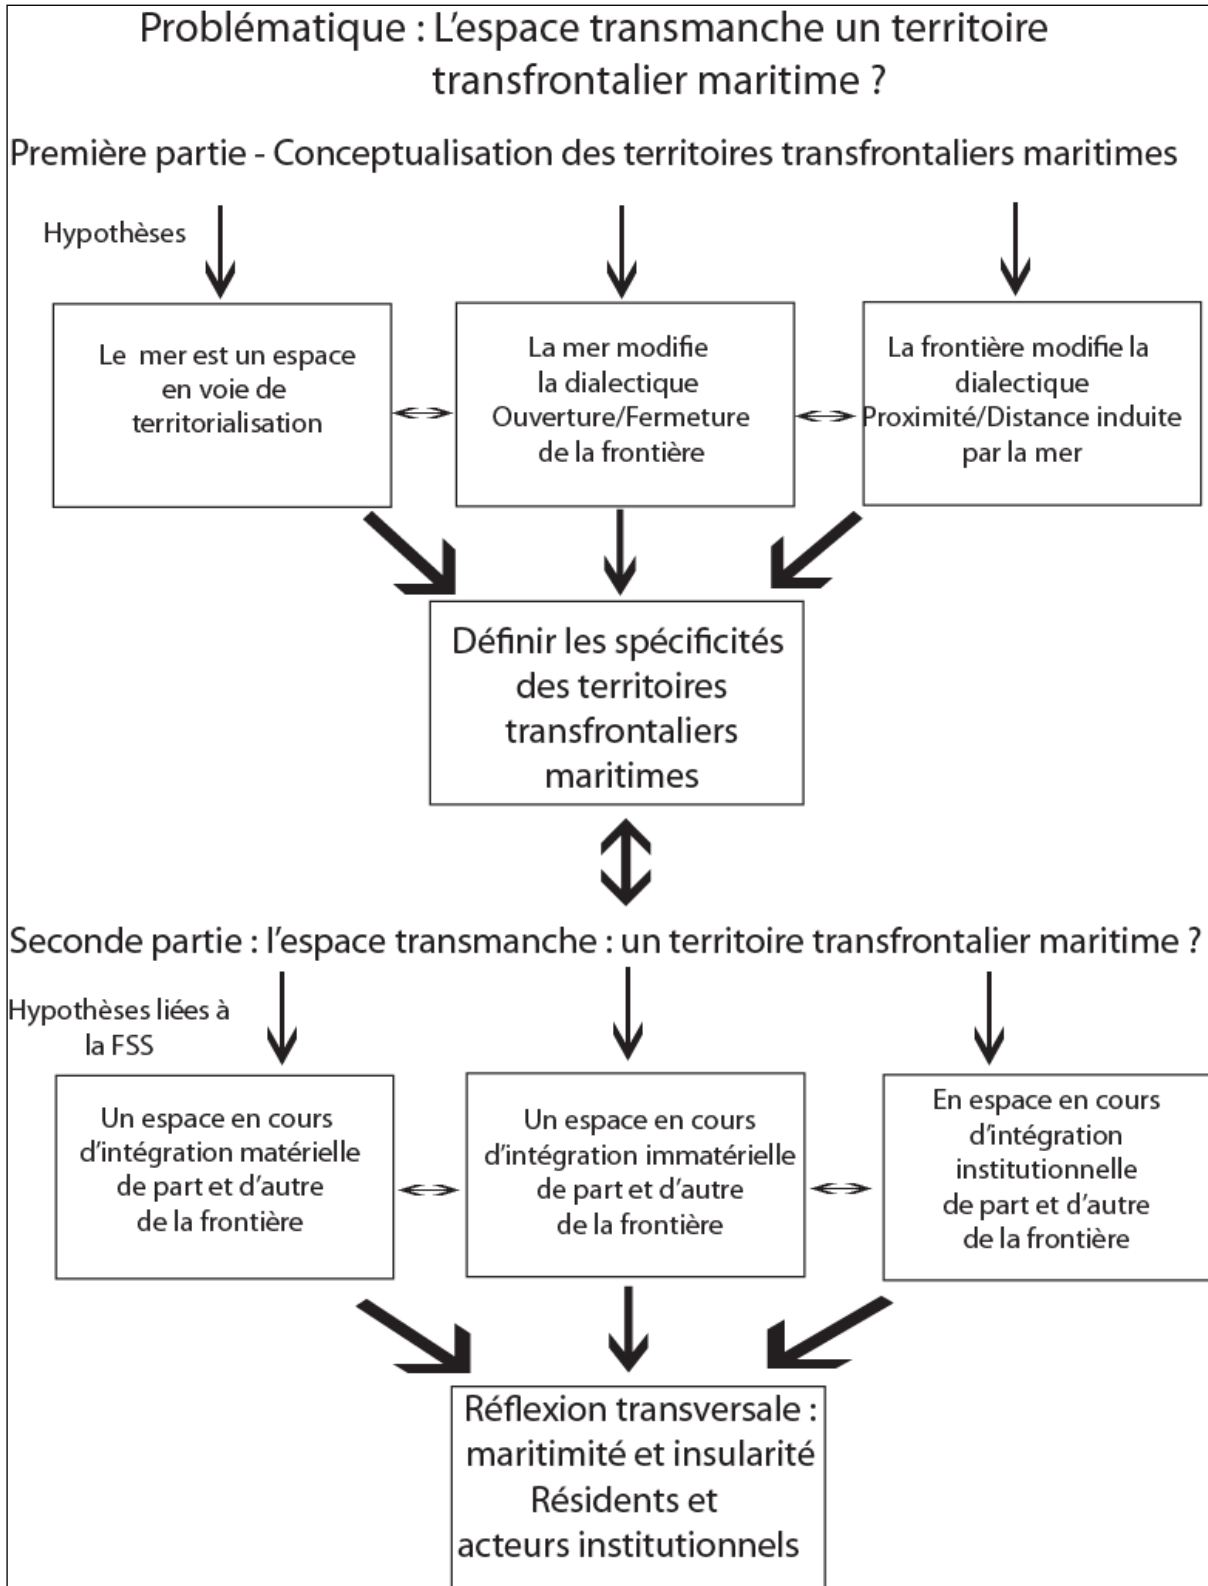 Problématique : L'espace transmanche un territoire
transfrontalier maritime ?
Première partie - Conceptualisation des territoires transfrontaliers maritimes
Hypothèses
Le mer est un espace
en voie de
territorialisation
La mer modifie
la dialectique
Ouverture/Fermeture
de la frontière
La frontière modifie la
dialectique
Proximité/Distance induite
par la mer
Définir les spécificités
des territoires
transfrontaliers
maritimes
Seconde partie : l'espace transmanche : un territoire transfrontalier maritime ?
Hypothèses liées à
la FSS
Un espace en cours
d'intégration matérielle
de part et d'autre
de la frontière
Un espace en cours
d'intégration immatérielle
de part et d'autre
de la frontière
En espace en cours
d'intégration
institutionnelle
de part et d'autre
de la frontière
Réflexion transversale :
maritimité et insularité
Résidents et
acteurs institutionnels